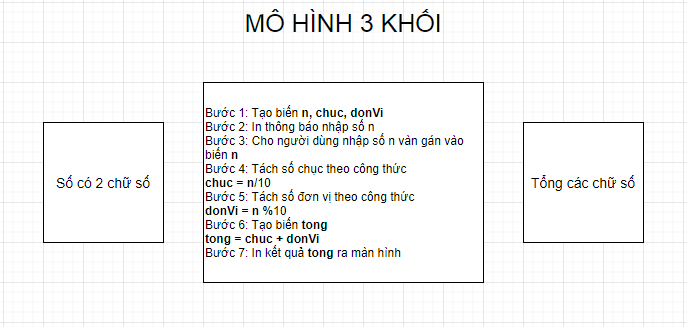 MÔ HÌNH 3 KHỐI
Số có 2 chữ số
Bước 1: Tạo biến n, chuc, donVi
Bước 2: In thông báo nhập số n
Bước 3: Cho người dùng nhập số n vàn gán vào
biến n
Bước 4: Tách số chục theo công thức
chuc = n/10
Bước 5: Tách số đơn vị theo công thức
donVi = n %10
Bước 6: Tạo biến tong
tong = chuc + donVi
Bước 7: In kết quả tong ra màn hình
Tổng các chữ số